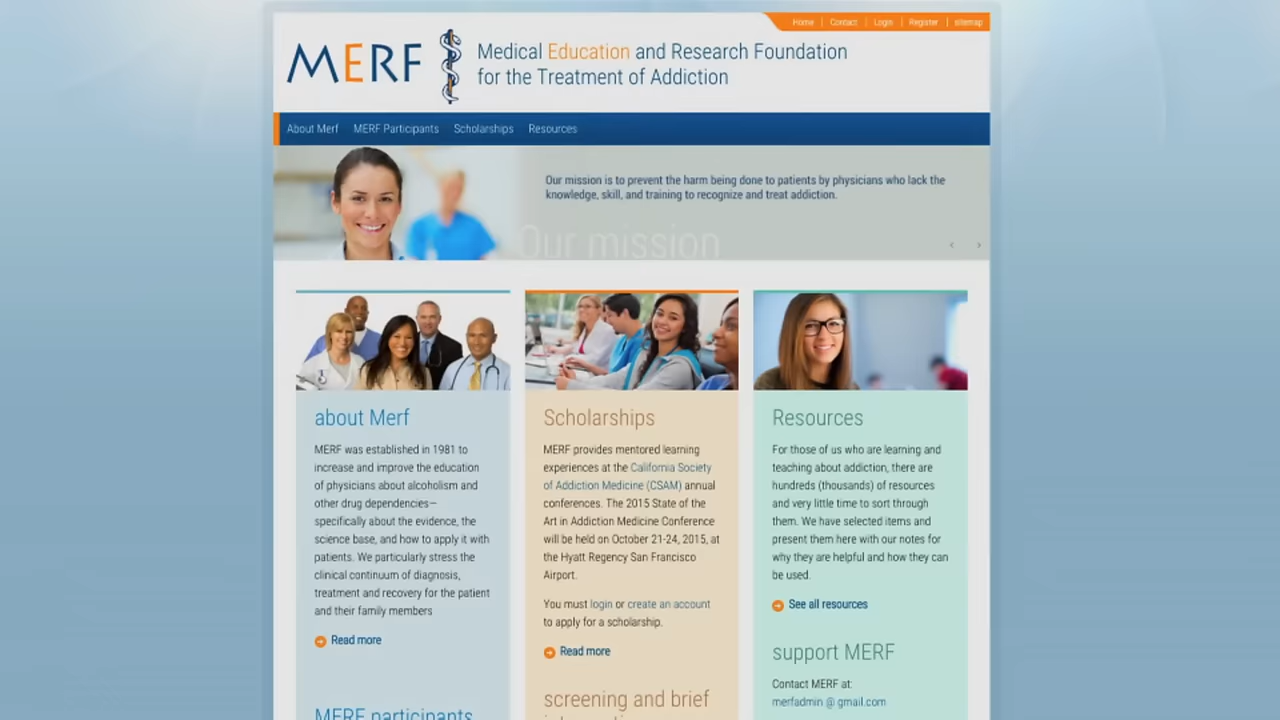 Home | Contact | Login | Register | sitemap
MERF
Medical Education and Research Foundation
for the Treatment of Addiction
About Merf MERF Participants Scholarships Resources
Our mission is to prevent the harm being done to patients by physicians who lack the
knowledge, skill, and training to recognize and treat addiction.
Our mission
about Merf
MERF was established in 1981 to
increase and improve the education
of physicians about alcoholism and
other drug dependencies—
specifically about the evidence, the
science base, and how to apply it with
patients. We particularly stress the
clinical continuum of diagnosis,
treatment and recovery for the patient
and their family members
Read more
MERF participants
Scholarships
MERF provides mentored learning
experiences at the California Society
of Addiction Medicine (CSAM) annual
conferences. The 2015 State of the
Art in Addiction Medicine Conference
will be held on October 21-24, 2015, at
the Hyatt Regency San Francisco
Airport.
You must login or create an account
to apply for a scholarship.
Read more
screening and brief
Resources
For those of us who are learning and
teaching about addiction, there are
hundreds (thousands) of resources
and very little time to sort through
them. We have selected items and
present them here with our notes for
why they are helpful and how they can
be used.
See all resources
support MERF
Contact MERF at:
merfadmin @ gmail.com